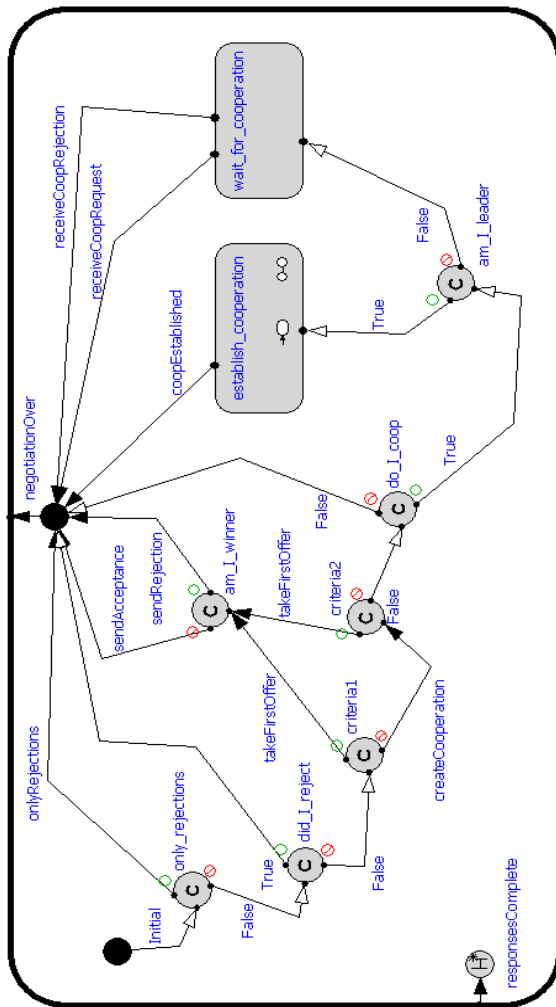 Initial
only_rejections
onlyRejections
False
did_I_reject
True
False
criteria1
takeFirstOffer
createCooperation
criteria2
takeFirstOffer
False
am_I_winner
sendAcceptance
sendRejection
negotiationOver
do_I_coop
False
True
am_I_leader
True
False
establish_cooperation
coopEstablished
wait_for_cooperation
receiveCoopRequest
receiveCoopRejection
responsesComplete
H*
C
C
C
C
C
C
C